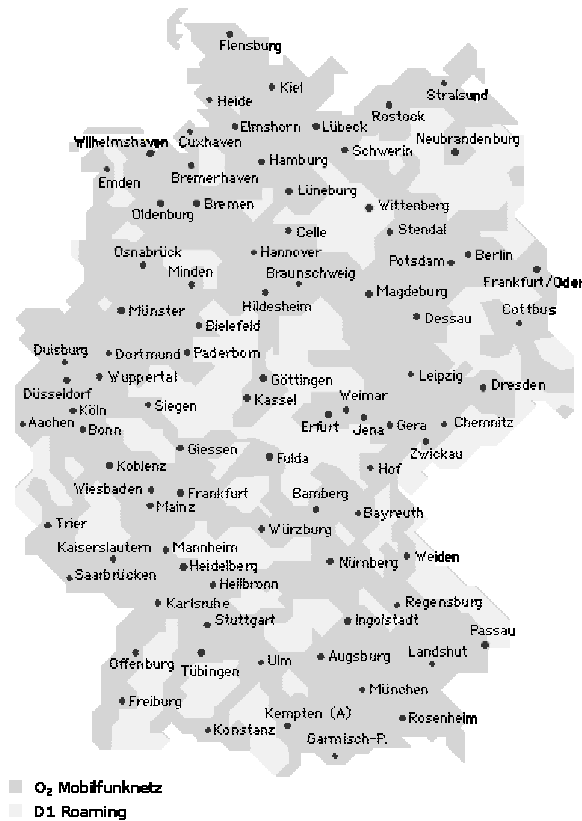 Flensburg
Kiel
Heide
Stralsund
Rostock
Elmshorn
Lübeck
Wilhelmshaven
Cuxhaven
Schwerin
Neubrandenburg
Hamburg
Emden
Bremerhaven
Lüneburg
Oldenburg
Bremen
Wittenberg
Celle
Stendal
Osnabrück
Hannover
Potsdam
Berlin
Minden
Braunschweig
Frankfurt/Oder
Hildesheim
Magdeburg
Münster
Dessau
Cottbus
Bielefeld
Duisburg
Dortmund
Paderborn
Wuppertal
Göttingen
Leipzig
Dresden
Düsseldorf
Kassel
Weimar
Köln
Siegen
Aachen
Bonn
Erfurt
Jena
Gera
Chemnitz
Giessen
Fulda
Zwickau
Koblenz
Hof
Wiesbaden
Frankfurt
Bamberg
Mainz
Bayreuth
Trier
Würzburg
Kaiserslautern
Mannheim
Weiden
Heidelberg
Nürnberg
Saarbrücken
Heilbronn
Karlsruhe
Regensburg
Stuttgart
Ingolstadt
Passau
Offenburg
Tübingen
Ulm
Augsburg
Landshut
München
Freiburg
Kempten (A)
Rosenheim
Konstanz
Garmisch-P.
O₂ Mobilfunknetz
D1 Roaming